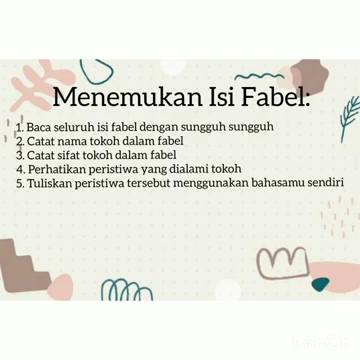 Menemukan Isi Fabel:
1. Baca seluruh isi fabel dengan sungguh sungguh
2. Catat nama tokoh dalam fabel
3. Catat sifat tokoh dalam fabel
4. Perhatikan peristiwa yang dialami tokoh
5. Tuliskan peristiwa tersebut menggunakan bahasamu sendiri